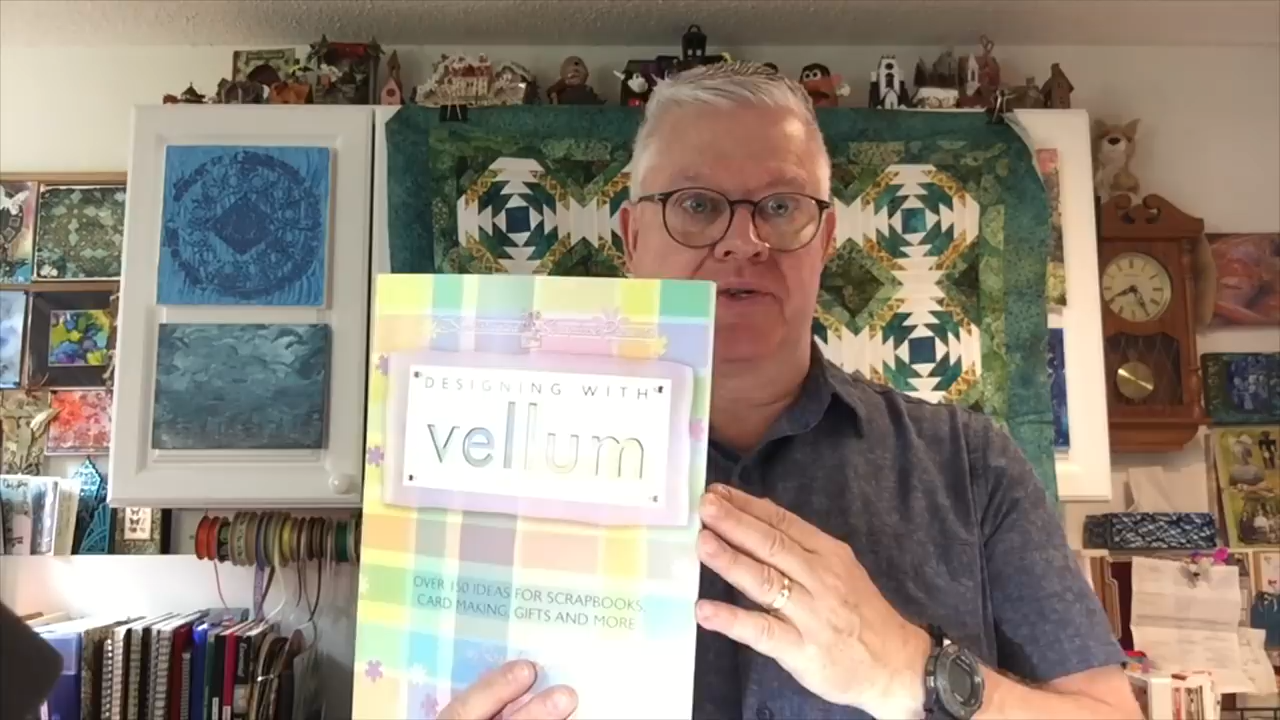 DESIGNING WITH
vellum
OVER 150 IDEAS FOR SCRAPBOOKS,
CARD MAKING, GIFTS AND MORE